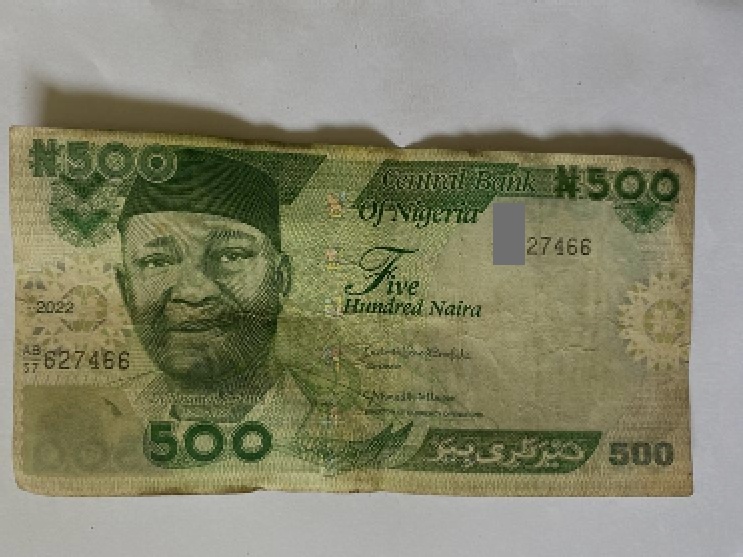 ₦500
Central Bank
₦500
Of Nigeria
27466
Five
Hundred Naira
2022
AB
37
627466
500
500